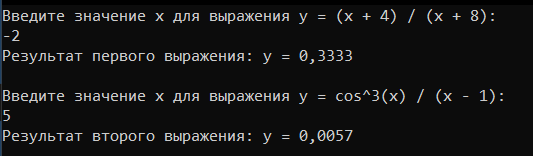 Введите значение x для выражения y = (x + 4) / (x + 8):
-2
Результат первого выражения: y = 0,3333
Введите значение x для выражения y = cos^3(x) / (x - 1):
5
Результат второго выражения: y = 0,0057